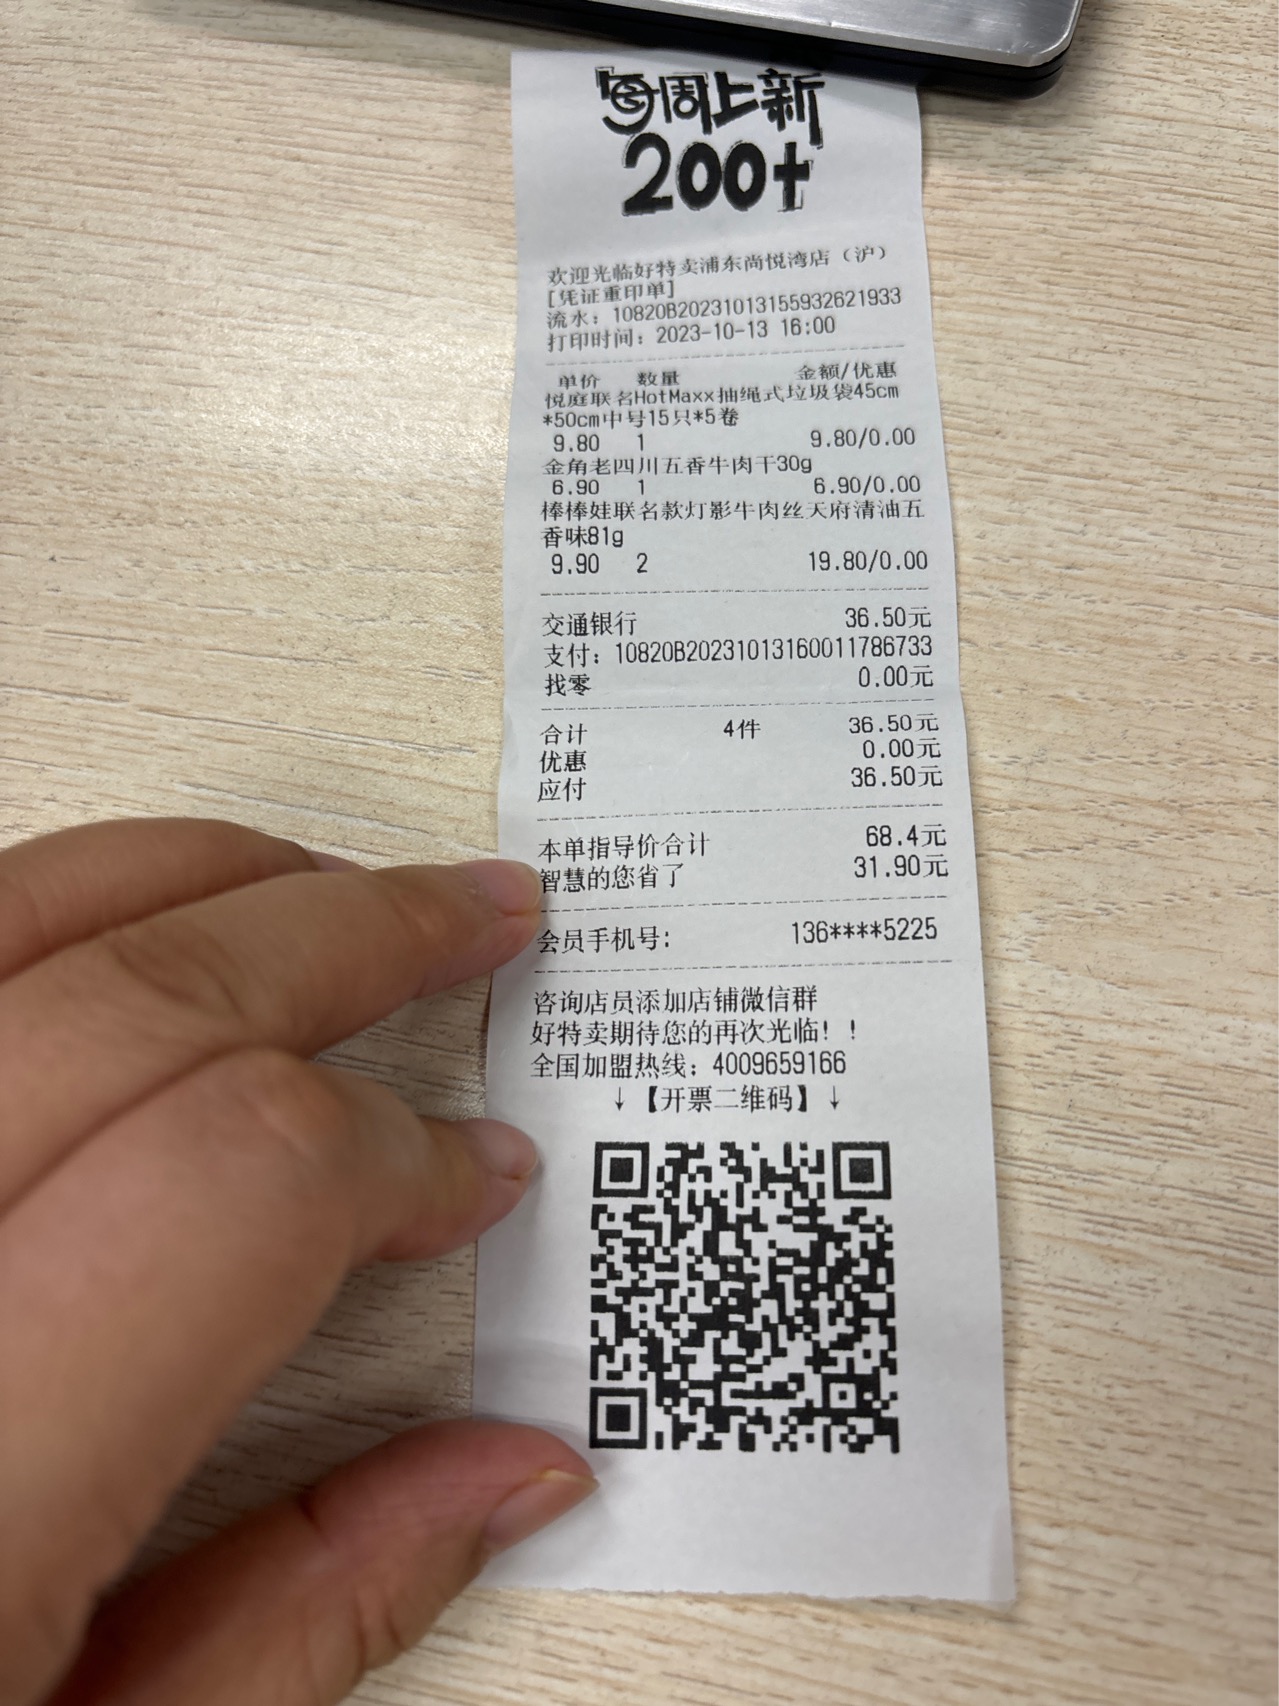 每周上新
200+
欢迎光临好特卖浦东尚悦湾店（沪）
[凭证重印单]
流水：10820B20231013155932621933
打印时间：2023-10-13 16:00
单价 数量 金额/优惠
悦庭联名HotMaxx抽绳式垃圾袋45cm
*50cm中号15只*5卷
9.80 1 9.80/0.00
金角老四川五香牛肉干30g
6.90 1 6.90/0.00
棒棒娃联名款灯影牛肉丝天府清油五
香味81g
9.90 2 19.80/0.00
交通银行 36.50元
支付：10820B20231013160011786733
找零 0.00元
合计 4件 36.50元
优惠 0.00元
应付 36.50元
本单指导价合计 68.4元
智慧的您省了 31.90元
会员手机号： 136****5225
咨询店员添加店铺微信群
好特卖期待您的再次光临！！
全国加盟热线：4009659166
↓【开票二维码】↓